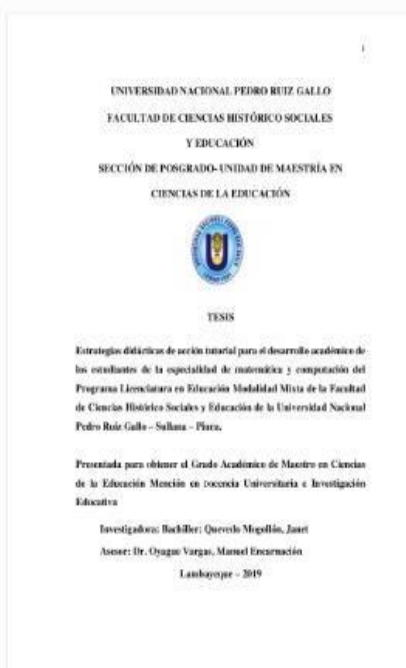 1
UNIVERSIDAD NACIONAL PEDRO RUIZ GALLO
FACULTAD DE CIENCIAS HISTÓRICO SOCIALES
Y EDUCACIÓN
SECCIÓN DE POSGRADO- UNIDAD DE MAESTRÍA EN
CIENCIAS DE LA EDUCACIÓN
TESIS
Estrategias didácticas de acción tutorial para el desarrollo académico de
los estudiantes de la especialidad de matemática y computación del
Programa Licenciatura en Educación Modalidad Mixta de la Facultad
de Ciencias Histórico Sociales y Educación de la Universidad Nacional
Pedro Ruiz Gallo – Sullana – Piura.
Presentada para obtener el Grado Académico de Maestro en Ciencias
de la Educación Mención en Docencia Universitaria e Investigación
Educativa
Investigadora: Bachiller: Quevedo Mogollón, Janet
Asesor: Dr. Oyague Vargas, Manuel Encarnación
Lambayeque – 2019